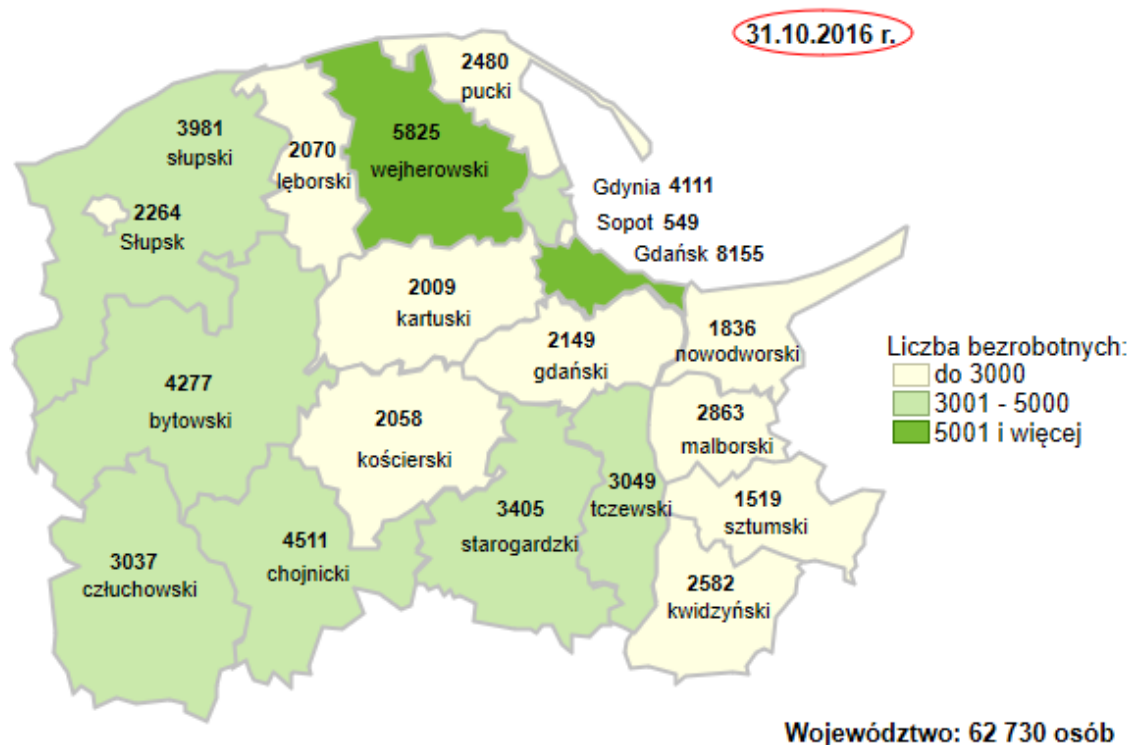 31.10.2016 r.
2480
pucki
3981
słupski
5825
wejherowski
2070
lęborski
Gdynia 4111
Sopot 549
Gdańsk 8155
2264
Słupsk
2009
kartuski
2149
gdański
1836
nowodworski
Liczba bezrobotnych:
do 3000
3001 - 5000
5001 i więcej
4277
bytowski
2058
kościerski
2863
malborski
3049
tczewski
3405
starogardzki
1519
sztumski
4511
chojnicki
3037
człuchowski
2582
kwidzyński
Województwo: 62 730 osób